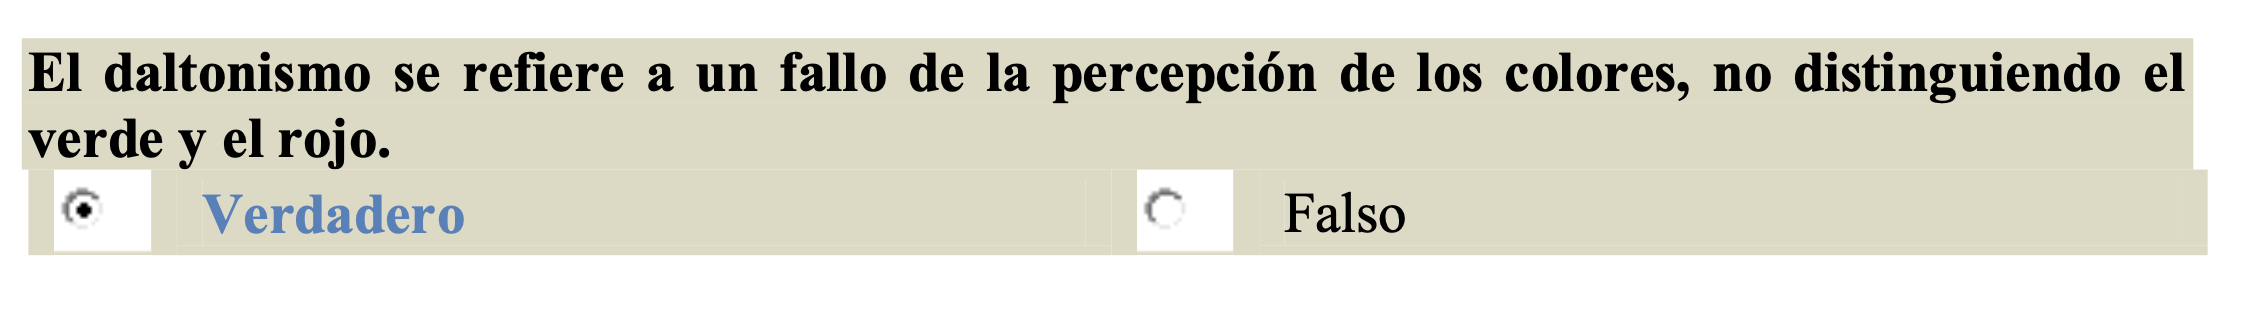 El daltonismo se refiere a un fallo de la percepción de los colores, no distinguiendo el
verde y el rojo.
Verdadero Falso